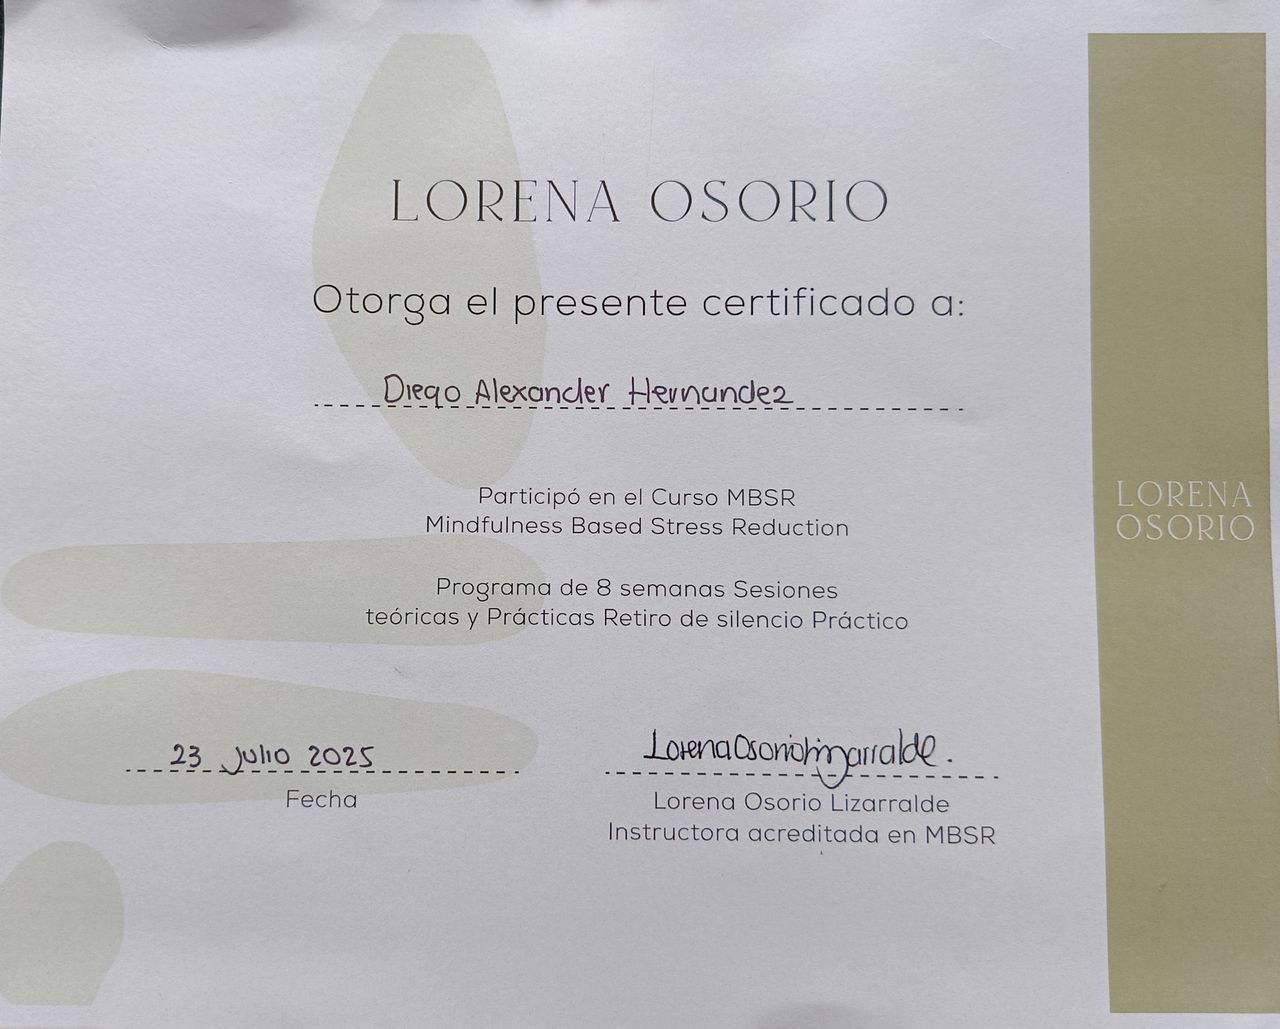 LORENA OSORIO
Otorga el presente certificado a:
Diego Alexander Hernandez
Participó en el Curso MBSR
Mindfulness Based Stress Reduction
Programa de 8 semanas Sesiones
teóricas y Prácticas Retiro de silencio Práctico
23 Julio 2025
Fecha
Lorena Osorio Lizarralde.
Lorena Osorio Lizarralde
Instructora acreditada en MBSR
LORENA
OSORIO